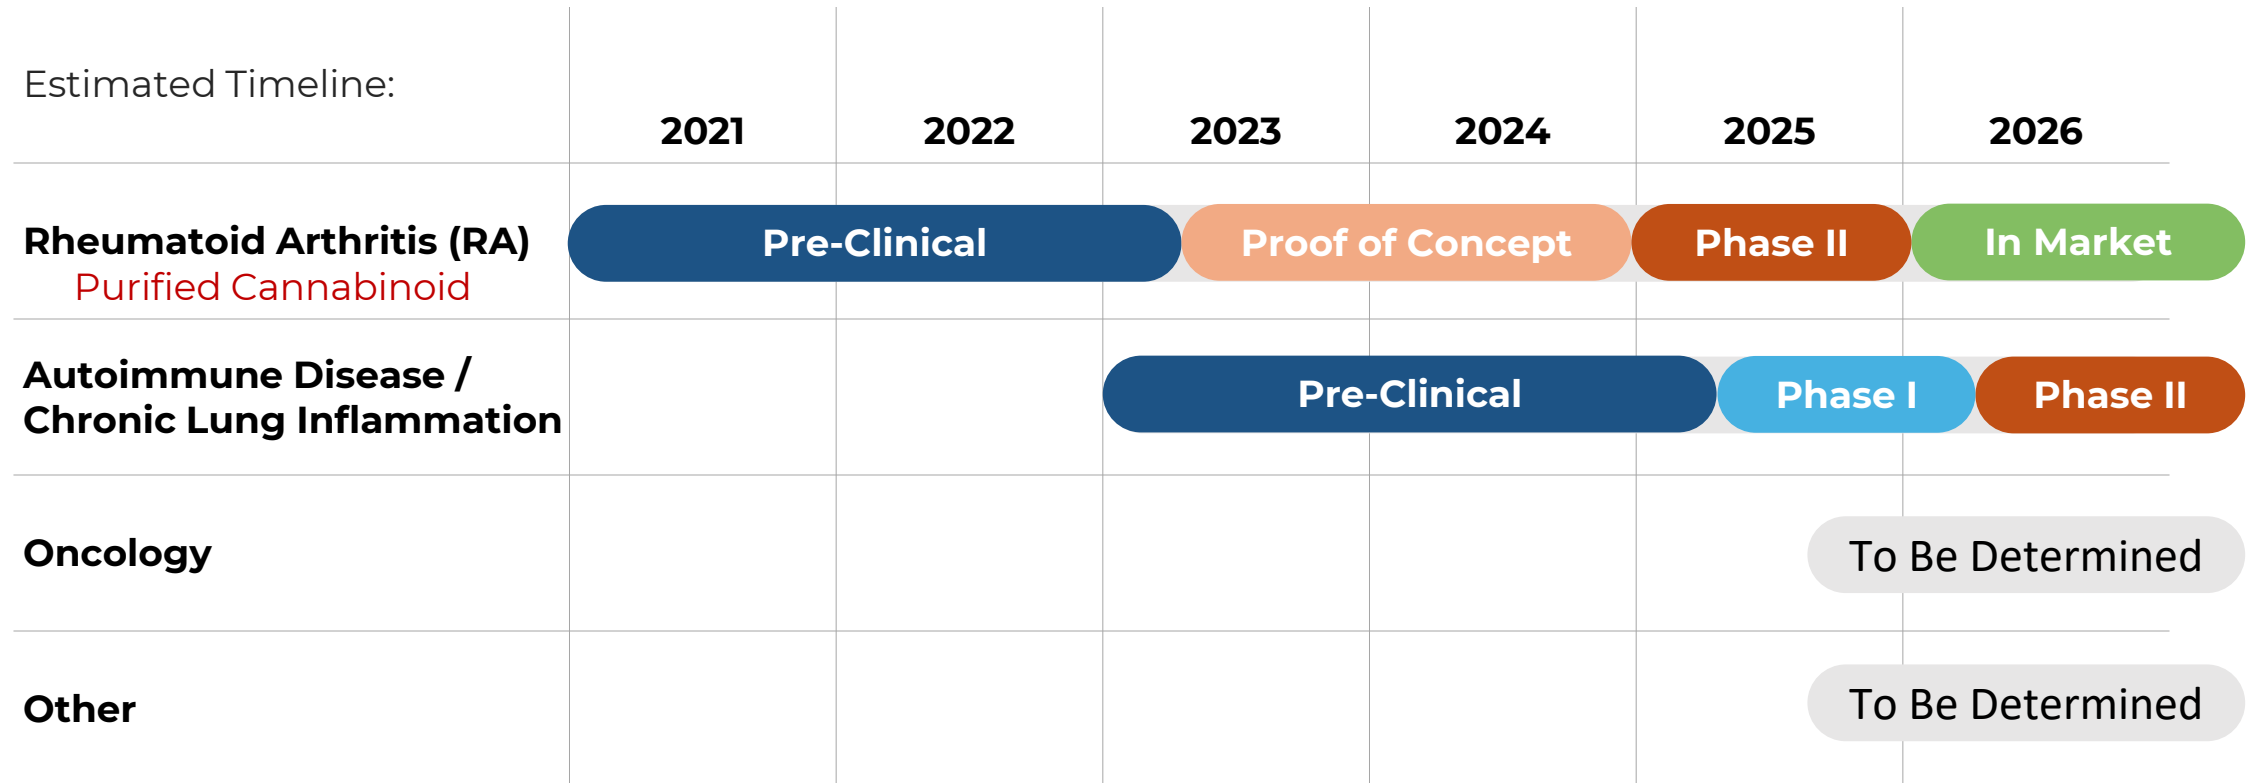 Estimated Timeline:
2021 2022 2023 2024 2025 2026
Rheumatoid Arthritis (RA)
Purified Cannabinoid
Pre-Clinical Proof of Concept Phase II In Market
Autoimmune Disease /
Chronic Lung Inflammation
Pre-Clinical Phase I Phase II
Oncology
To Be Determined
Other
To Be Determined